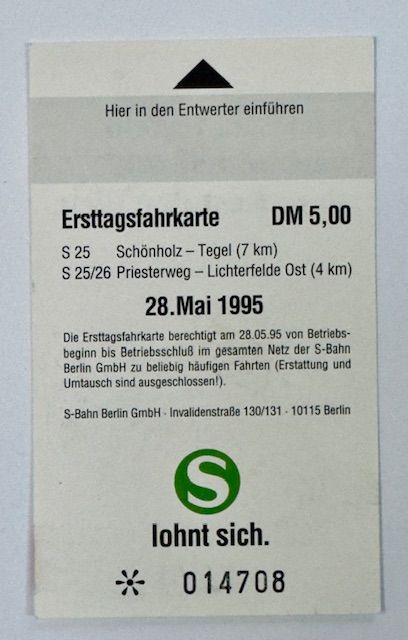 Hier in den Entwerter einführen
Ersttagsfahrkarte DM 5,00
S 25 Schönholz – Tegel (7 km)
S 25/26 Priesterweg – Lichterfelde Ost (4 km)
28.Mai 1995
Die Ersttagsfahrkarte berechtigt am 28.05.95 von Betriebs-
beginn bis Betriebsschluß im gesamten Netz der S-Bahn
Berlin GmbH zu beliebig häufigen Fahrten (Erstattung und
Umtausch sind ausgeschlossen!).
S-Bahn Berlin GmbH · Invalidenstraße 130/131 · 10115 Berlin
S
lohnt sich.
* 014708